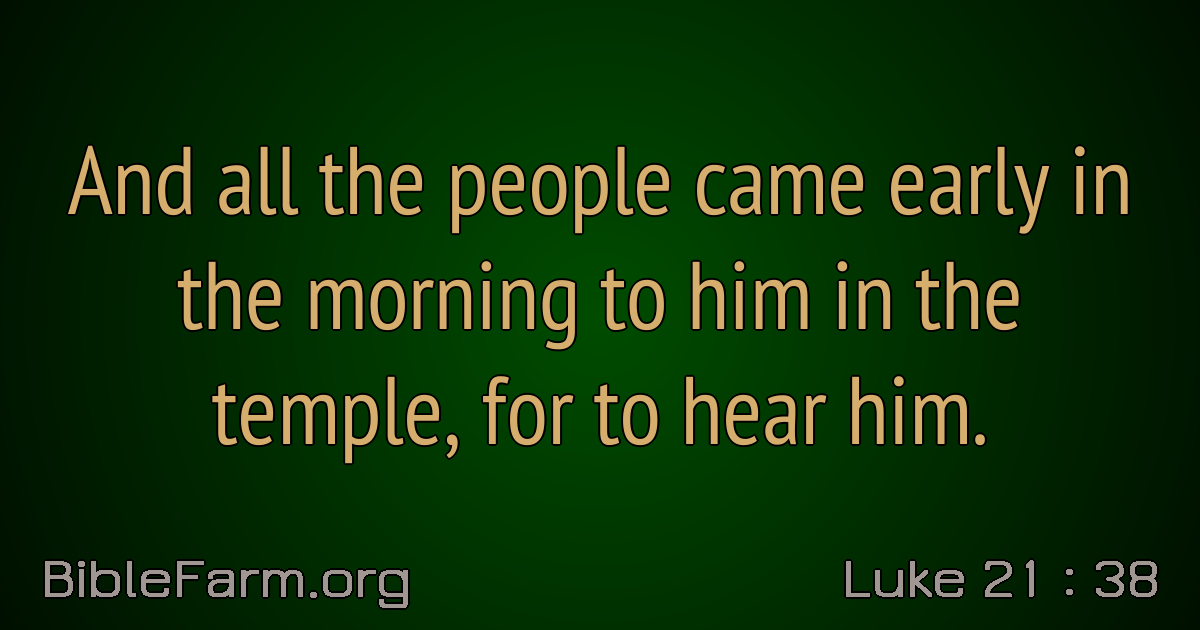 And all the people came early in
the morning to him in the
temple, for to hear him.
BibleFarm.org
Luke 21 : 38